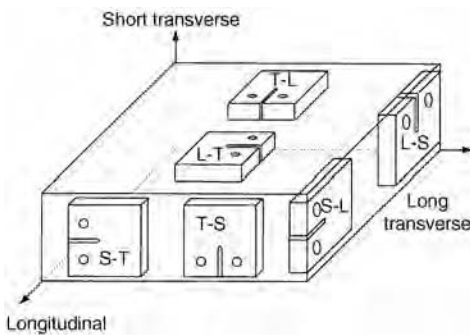 Short transverse
T-L
L-T
L-S
S-L
T-S
S-T
Long
transverse
Longitudinal